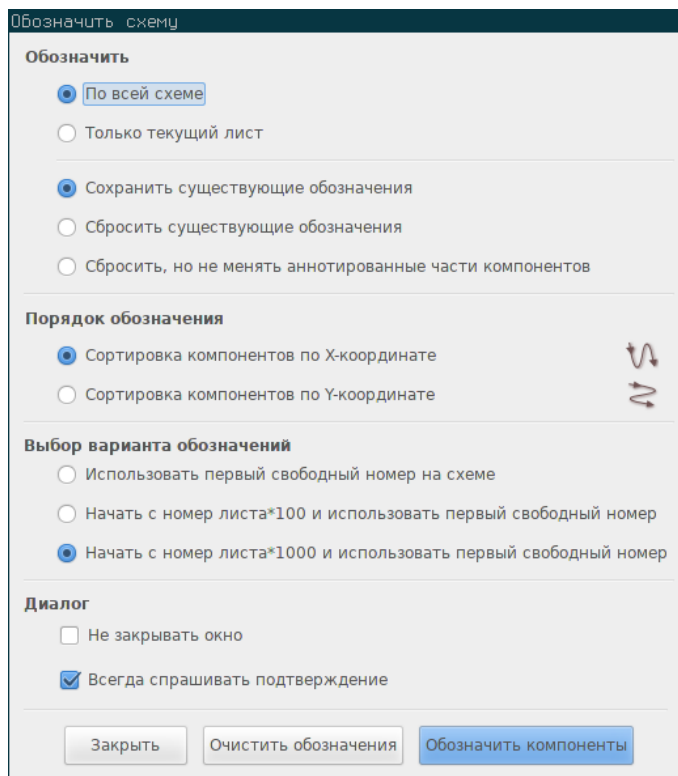 Обозначить схему
Обозначить
По всей схеме
Только текущий лист
Сохранить существующие обозначения
Сбросить существующие обозначения
Сбросить, но не менять аннотированные части компонентов
Порядок обозначения
Сортировка компонентов по X-координате
Сортировка компонентов по Y-координате
Выбор варианта обозначений
Использовать первый свободный номер на схеме
Начать с номер листа*100 и использовать первый свободный номер
Начать с номер листа*1000 и использовать первый свободный номер
Диалог
Не закрывать окно
Всегда спрашивать подтверждение
Закрыть Очистить обозначения Обозначить компоненты